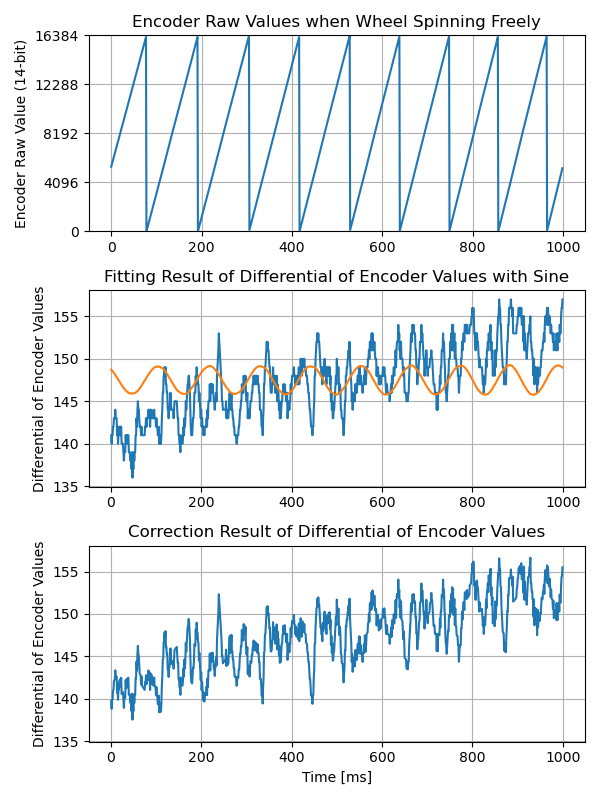 Encoder Raw Values when Wheel Spinning Freely
Encoder Raw Value (14-bit)
16384
12288
8192
4096
0
0 200 400 600 800 1000
Fitting Result of Differential of Encoder Values with Sine
Differential of Encoder Values
155
150
145
140
135
0 200 400 600 800 1000
Correction Result of Differential of Encoder Values
Differential of Encoder Values
155
150
145
140
135
0 200 400 600 800 1000
Time [ms]